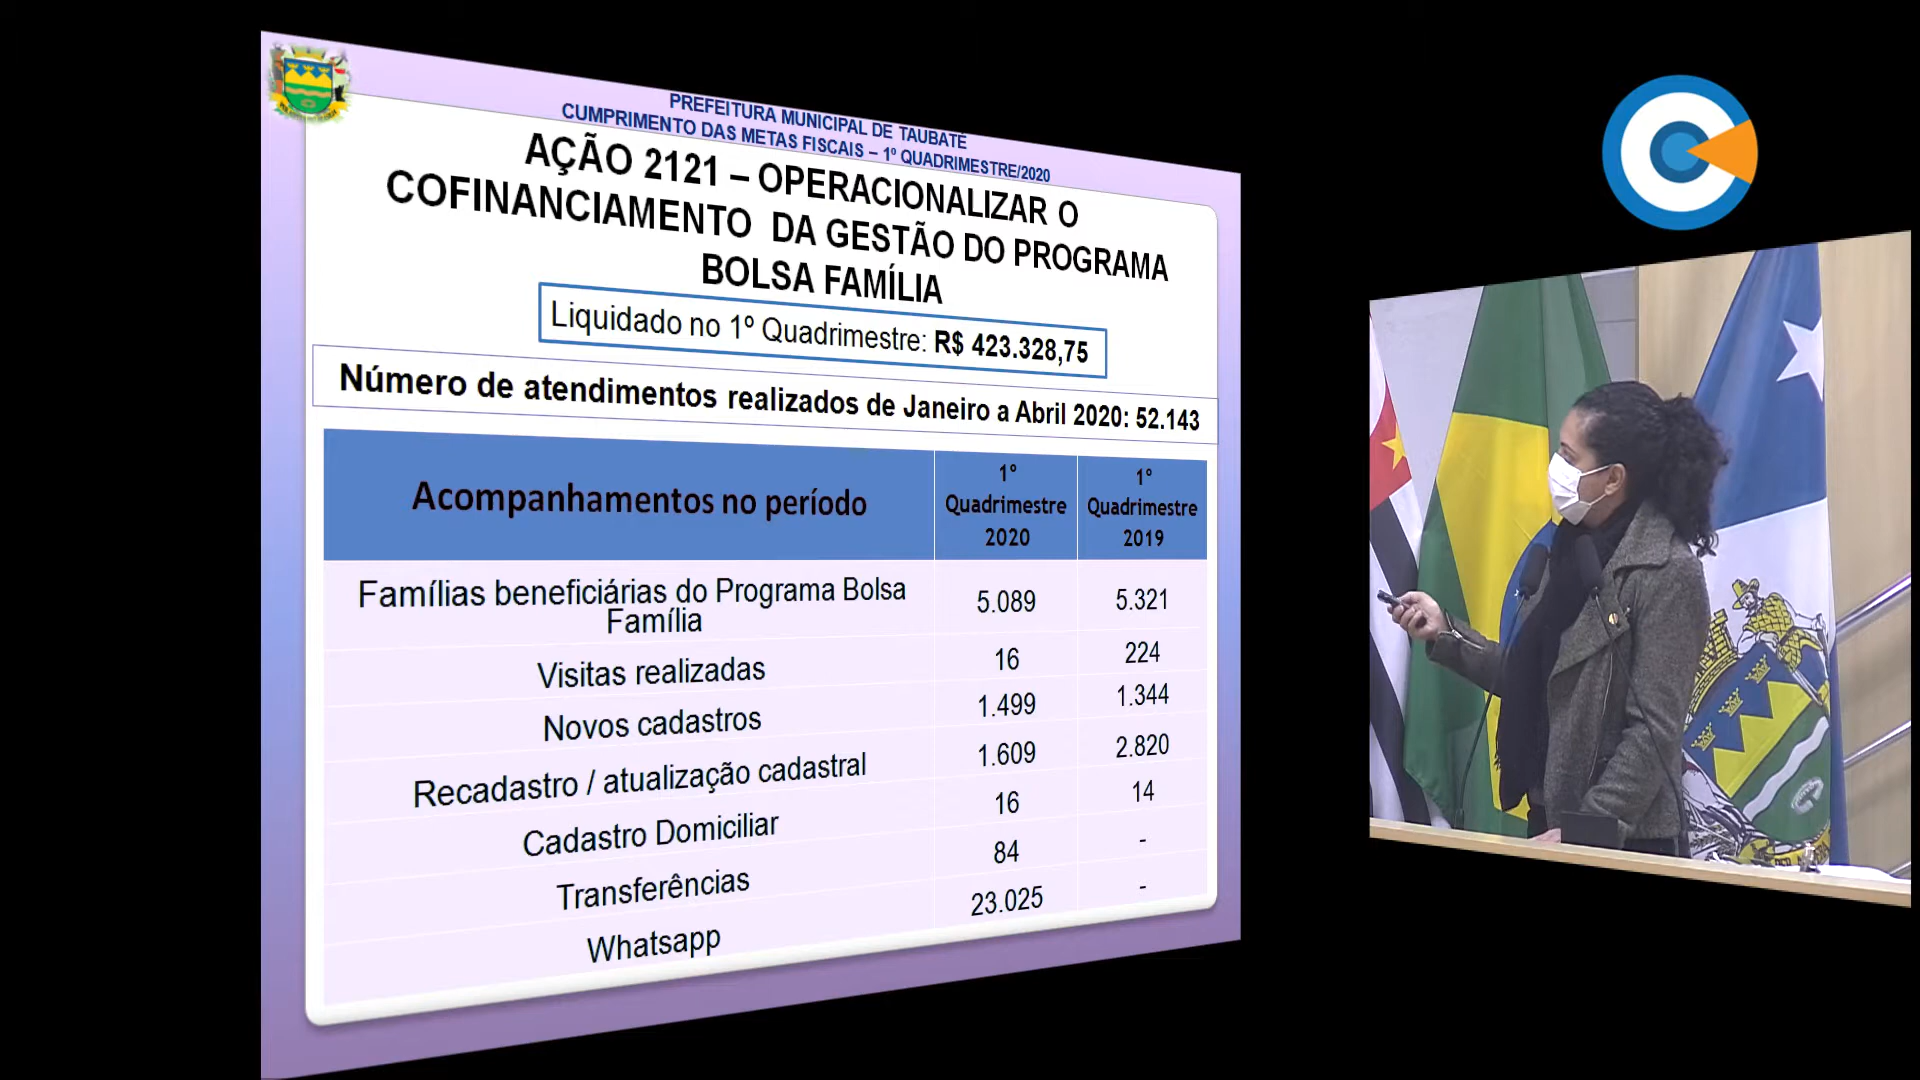 PREFEITURA MUNICIPAL DE TAUBATÉ
CUMPRIMENTO DAS METAS FISCAIS – 1º QUADRIMESTRE/2020
AÇÃO 2121 – OPERACIONALIZAR O
COFINANCIAMENTO DA GESTÃO DO PROGRAMA
BOLSA FAMÍLIA
Liquidado no 1º Quadrimestre: R$ 423.328,75
Número de atendimentos realizados de Janeiro a Abril 2020: 52.143
Acompanhamentos no período
1°
Quadrimestre
2020
1°
Quadrimestre
2019
Famílias beneficiárias do Programa Bolsa
Família
5.089
5.321
Visitas realizadas
16
224
Novos cadastros
1.499
1.344
Recadastro / atualização cadastral
1.609
2.820
Cadastro Domiciliar
16
14
Transferências
84
-
Whatsapp
23.025
-